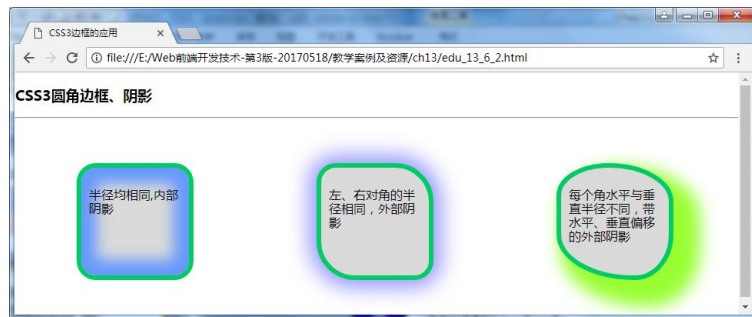 CSS3边框的应用
file:///E:/Web前端开发技术-第3版-20170518/教学案例及资源/ch13/edu_13_6_2.html
CSS3圆角边框、阴影
半径均相同,内部
阴影
左、右对角的半
径相同，外部阴
影
每个角水平与垂
直半径不同，带
水平、垂直偏移
的外部阴影